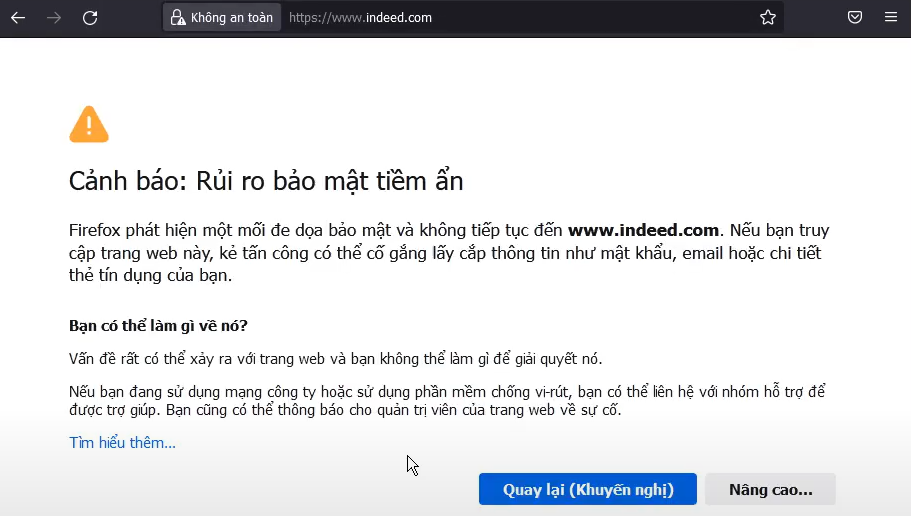 Không an toàn https://www.indeed.com
Cảnh báo: Rủi ro bảo mật tiềm ẩn
Firefox phát hiện một mối đe dọa bảo mật và không tiếp tục đến www.indeed.com. Nếu bạn truy
cập trang web này, kẻ tấn công có thể cố gắng lấy cắp thông tin như mật khẩu, email hoặc chi tiết
thẻ tín dụng của bạn.
Bạn có thể làm gì về nó?
Vấn đề rất có thể xảy ra với trang web và bạn không thể làm gì để giải quyết nó.
Nếu bạn đang sử dụng mạng công ty hoặc sử dụng phần mềm chống vi-rút, bạn có thể liên hệ với nhóm hỗ trợ để
được trợ giúp. Bạn cũng có thể thông báo cho quản trị viên của trang web về sự cố.
Tìm hiểu thêm...
Quay lại (Khuyến nghị) Nâng cao...